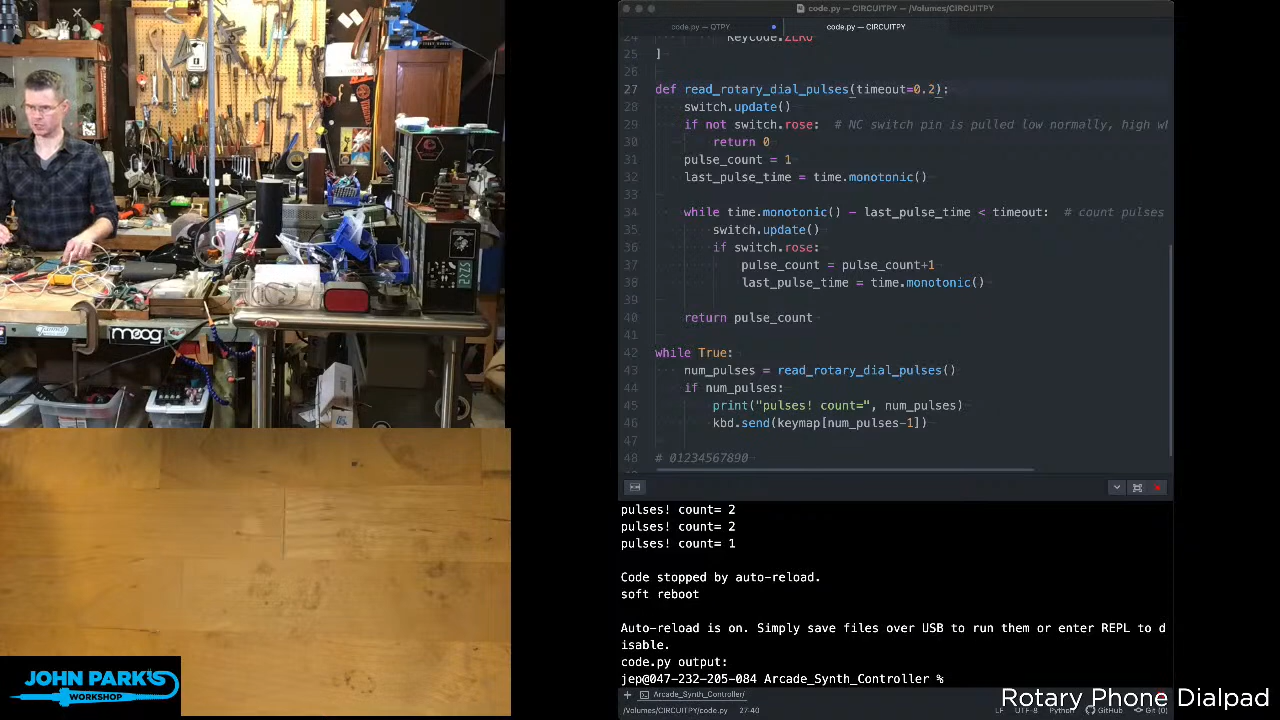 code.py — CIRCUITPY — /Volumes/CIRCUITPY
code.py — QTPY
code.py — CIRCUITPY
24 Keycode.ZERO
25 ]
26
27 def read_rotary_dial_pulses(timeout=0.2):
28 switch.update()
29 if not switch.rose: # NC switch pin is pulled low normally, high w
30 return 0
31 pulse_count = 1
32 last_pulse_time = time.monotonic()
33
34 while time.monotonic() - last_pulse_time < timeout: # count pulses
35 switch.update()
36 if switch.rose:
37 pulse_count = pulse_count+1
38 last_pulse_time = time.monotonic()
39
40 return pulse_count
41
42 while True:
43 num_pulses = read_rotary_dial_pulses()
44 if num_pulses:
45 print("pulses! count=", num_pulses)
46 kbd.send(keymap[num_pulses-1])
47
48 # 01234567890
pulses! count= 2
pulses! count= 2
pulses! count= 1
Code stopped by auto-reload.
soft reboot
Auto-reload is on. Simply save files over USB to run them or enter REPL to d
isable.
code.py output:
jep@047-232-205-084 Arcade_Synth_Controller %
Arcade_Synth_Controller/
/Volumes/CIRCUITPY/code.py 27:40
LF UTF-8 Python GitHub Git (0)
Rotary Phone Dialpad
moog
JOHN PARK'S
WORKSHOP